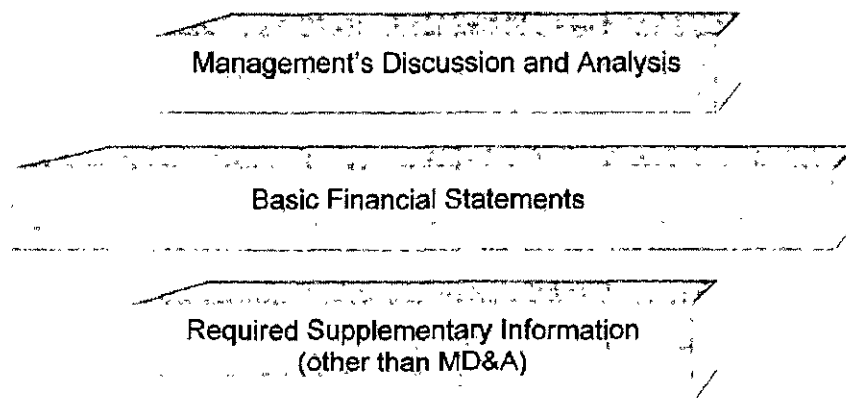 Management's Discussion and Analysis
Basic Financial Statements
Required Supplementary Information
(other than MD&A)